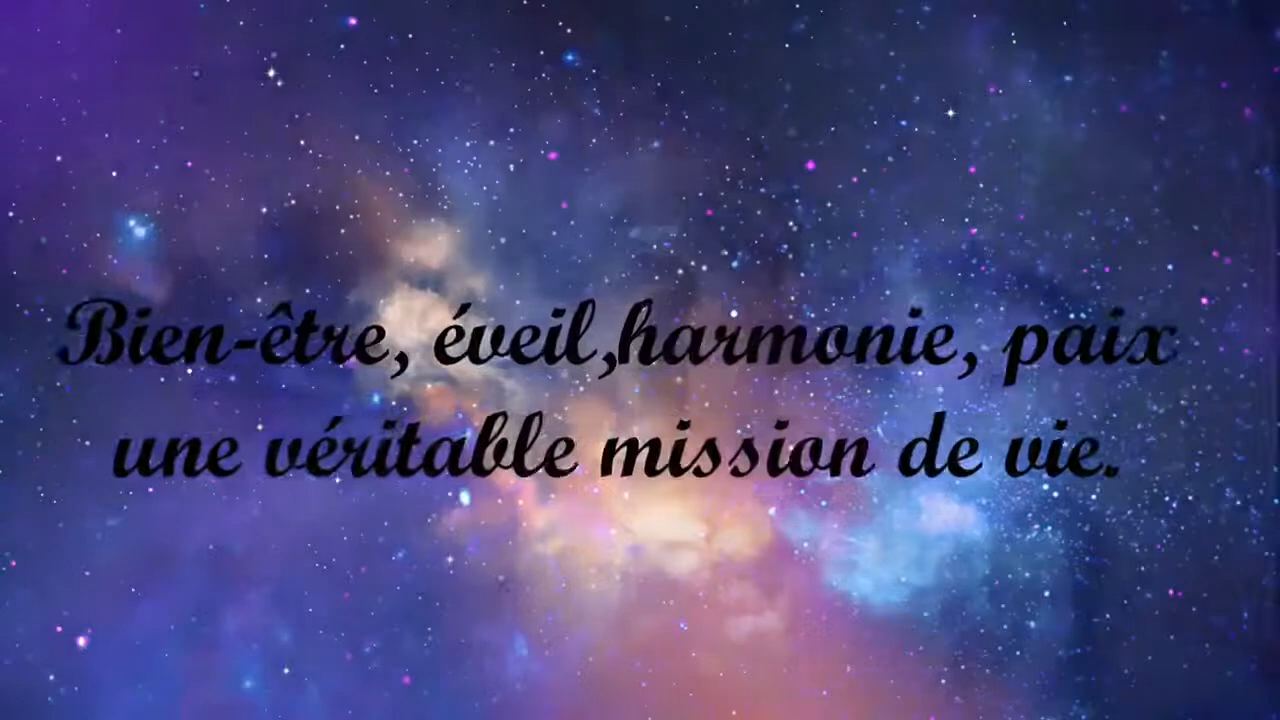 Bien-être, éveil,harmonie, paix
une véritable mission de vie.